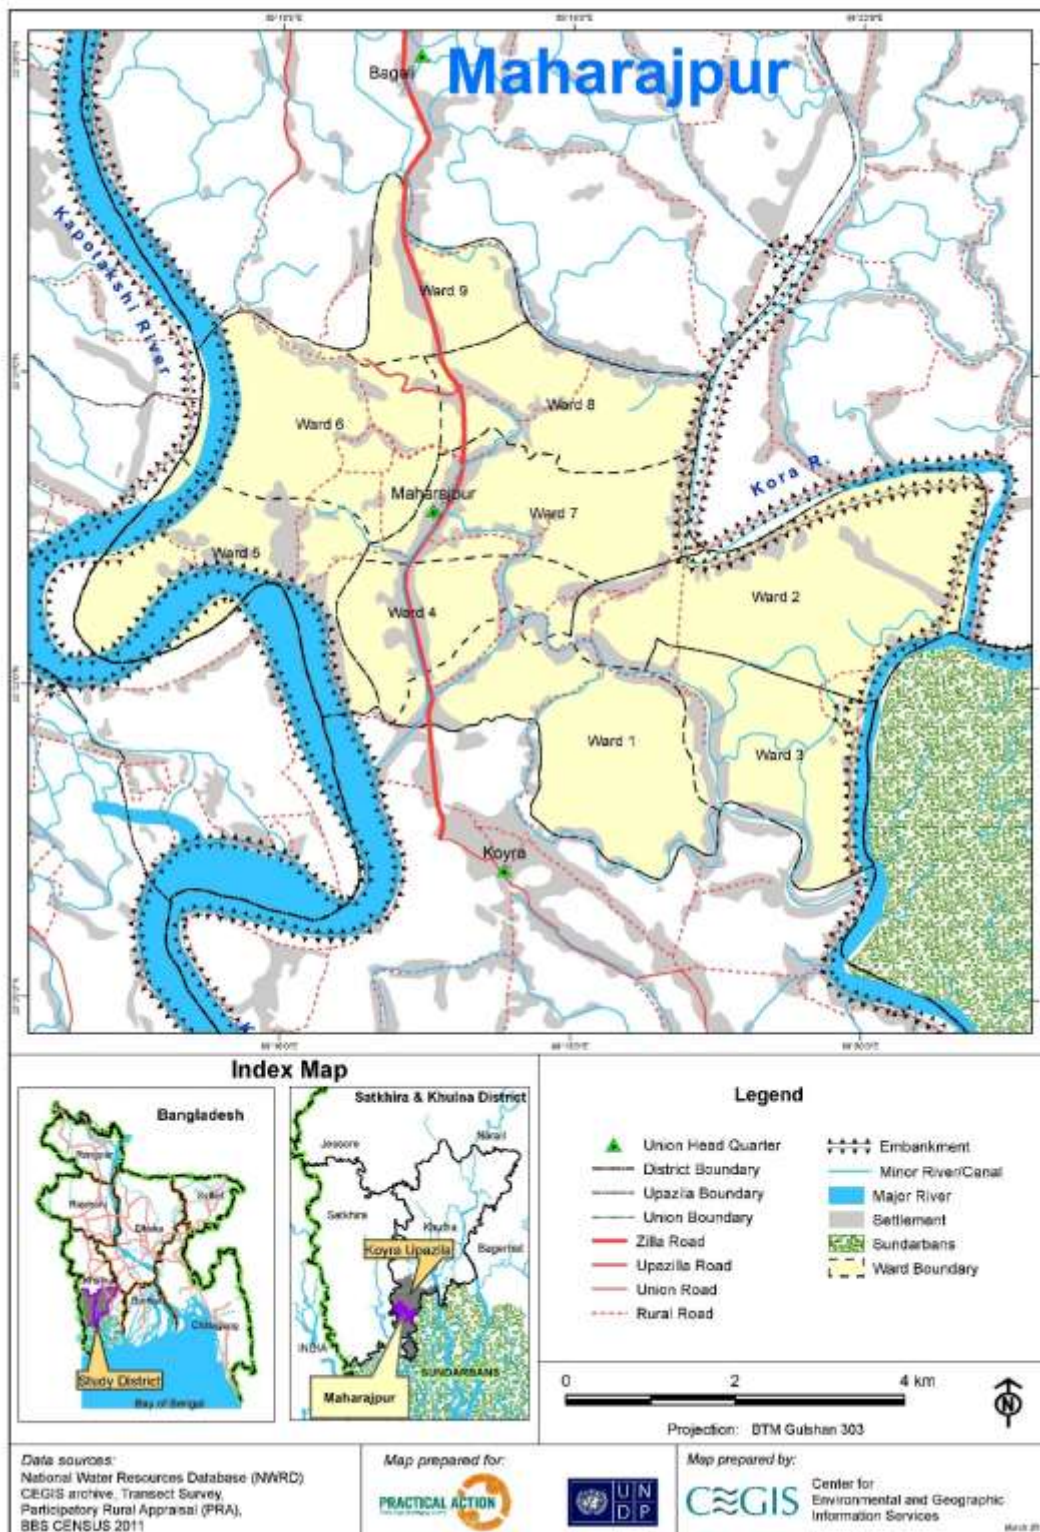 Maharajpur
Bagali
Kapotakshi River
Ward 9
Ward 8
Ward 6
Kora R.
Maharajpur
Ward 7
Ward 5
Ward 2
Ward 4
Ward 1
Ward 3
Koyra
Index Map
Bangladesh
Rangpur
Dhaka
Study District
Bay of Bengal
Satkhira & Khulna District
Jessore
Narail
Satkhira
Khulna
Koyra Upazila
Bagerhat
INDIA
SUNDARBANS
Maharajpur
Legend
Union Head Quarter
District Boundary
Upazila Boundary
Union Boundary
Zilla Road
Upazilla Road
Union Road
Rural Road
Embankment
Minor River/Canal
Major River
Settlement
Sundarbans
Ward Boundary
0 2 4 km
N
Projection: BTM Gulshan 303
Data sources:
National Water Resources Database (NWRD)
CEGIS archive, Transect Survey,
Participatory Rural Appraisal (PRA),
BBS CENSUS 2011
Map prepared for:
PRACTICAL ACTION
UN
DP
Map prepared by:
CEGIS
Center for
Environmental and Geographic
Information Services